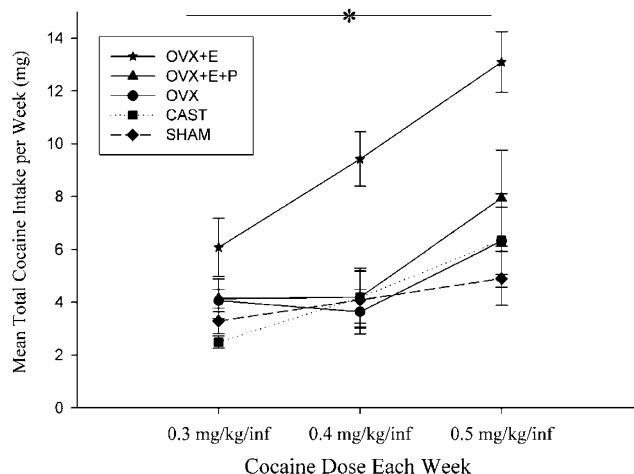 *
14
12
10
8
6
4
2
0
Mean Total Cocaine Intake per Week (mg)
OVX+E
OVX+E+P
OVX
CAST
SHAM
0.3 mg/kg/inf 0.4 mg/kg/inf 0.5 mg/kg/inf
Cocaine Dose Each Week